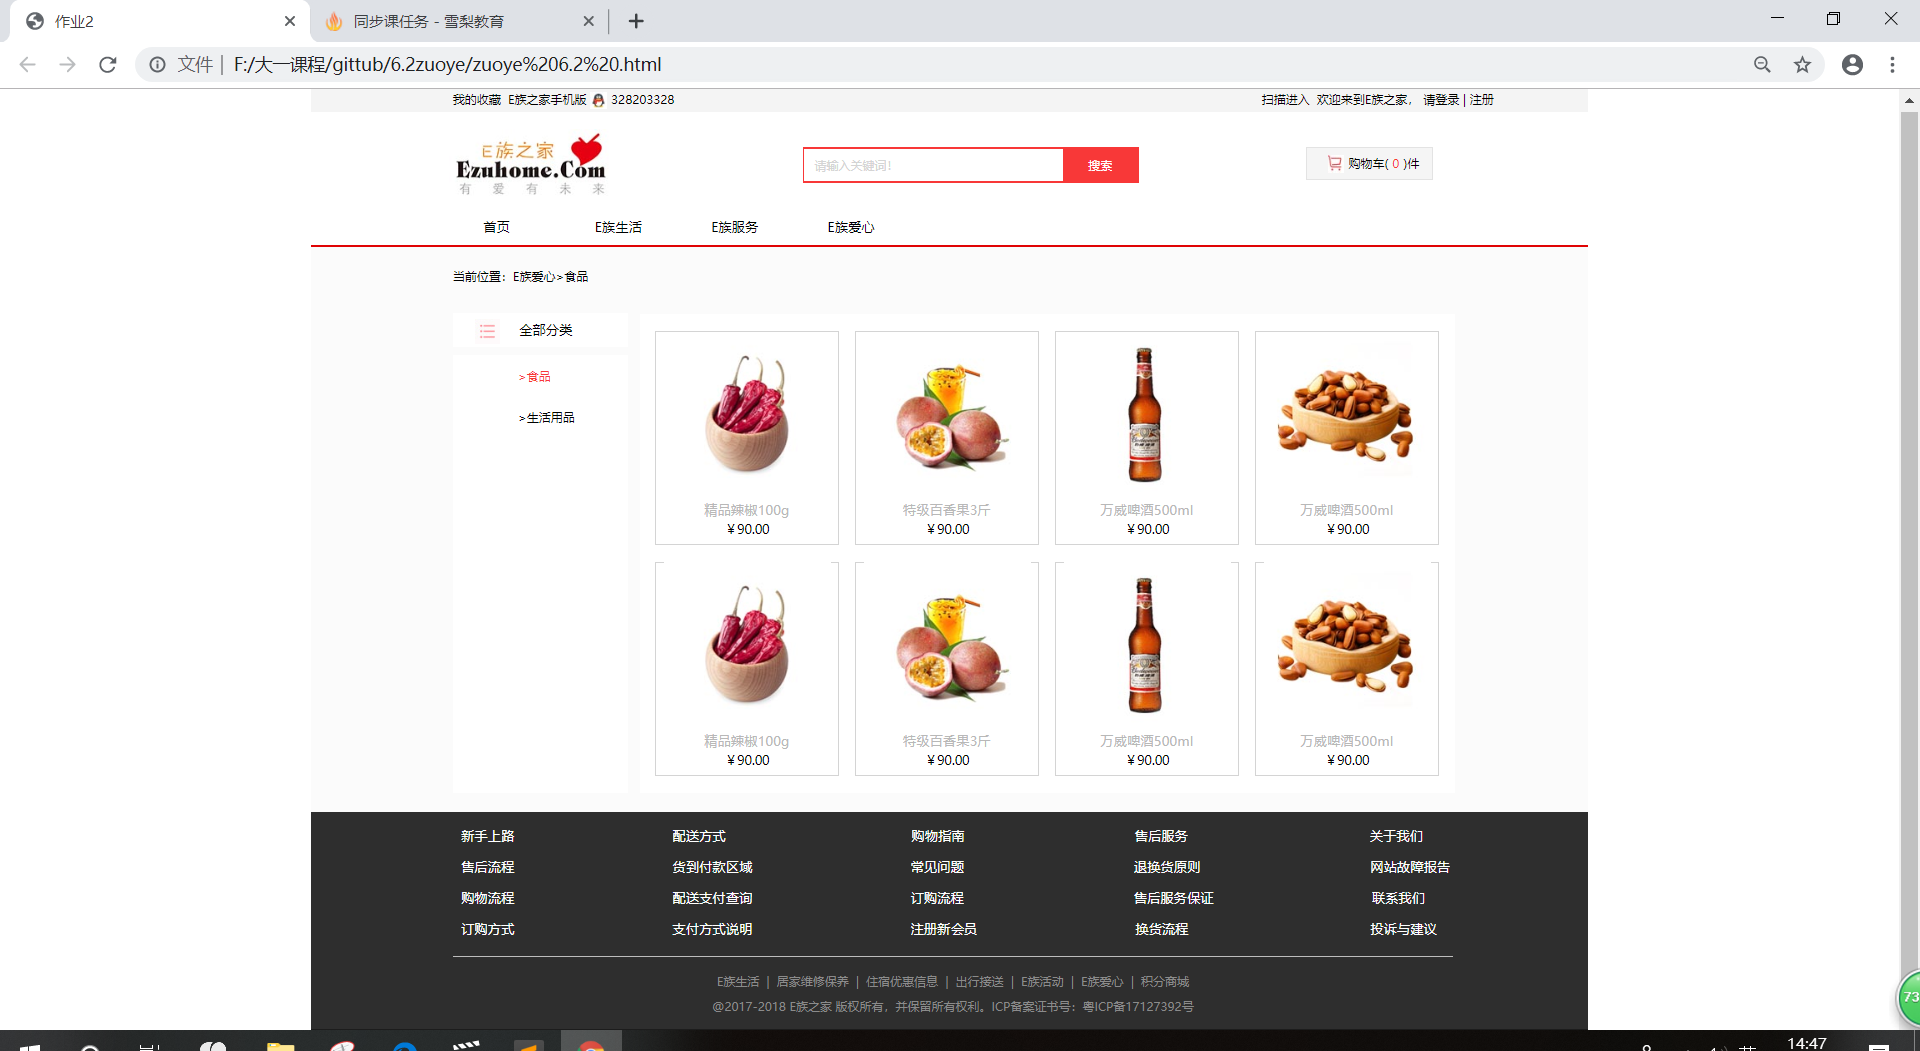 作业2
同步课任务 - 雪梨教育
文件 | F:/大一课程/gittub/6.2zuoye/zuoye%206.2%20.html
我的收藏 E族之家手机版 328203328
扫描进入 欢迎来到E族之家， 请登录 | 注册
E族之家
Ezuhome.Com
有 爱 有 未 来
请输入关键词！
搜索
购物车( 0 )件
首页 E族生活 E族服务 E族爱心
当前位置：E族爱心>食品
全部分类
>食品
>生活用品
精品辣椒100g
￥90.00
特级百香果3斤
￥90.00
万威啤酒500ml
￥90.00
万威啤酒500ml
￥90.00
精品辣椒100g
￥90.00
特级百香果3斤
￥90.00
万威啤酒500ml
￥90.00
万威啤酒500ml
￥90.00
新手上路 配送方式 购物指南 售后服务 关于我们
售后流程 货到付款区域 常见问题 退换货原则 网站故障报告
购物流程 配送支付查询 订购流程 售后服务保证 联系我们
订购方式 支付方式说明 注册新会员 换货流程 投诉与建议
E族生活 | 居家维修保养 | 住宿优惠信息 | 出行接送 | E族活动 | E族爱心 | 积分商城
@2017-2018 E族之家 版权所有，并保留所有权利。ICP备案证书号：粤ICP备17127392号
73
14:47